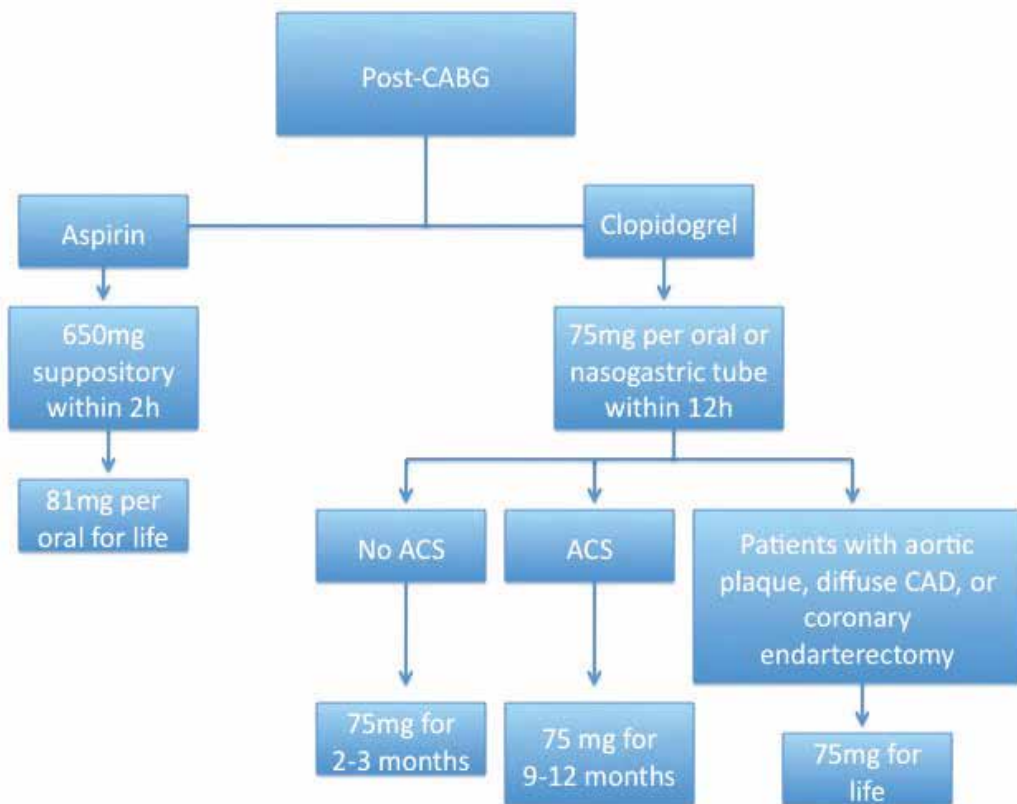 Post-CABG
Aspirin
Clopidogrel
650mg
suppository
within 2h
75mg per oral or
nasogastric tube
within 12h
81mg per
oral for life
No ACS
ACS
Patients with aortic
plaque, diffuse CAD, or
coronary
endarterectomy
75mg for
2-3 months
75 mg for
9-12 months
75mg for
life